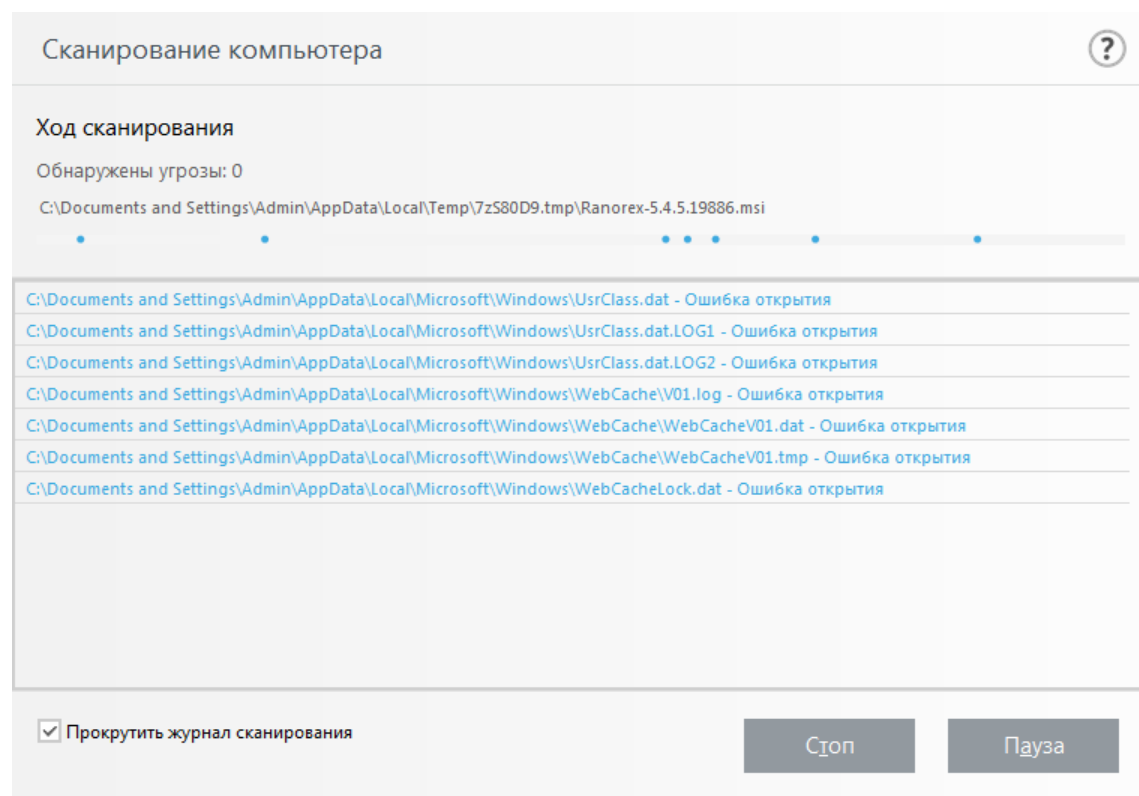 Сканирование компьютера
?
Ход сканирования
Обнаружены угрозы: 0
C:\Documents and Settings\Admin\AppData\Local\Temp\7zS80D9.tmp\Ranorex-5.4.5.19886.msi
C:\Documents and Settings\Admin\AppData\Local\Microsoft\Windows\UsrClass.dat - Ошибка открытия
C:\Documents and Settings\Admin\AppData\Local\Microsoft\Windows\UsrClass.dat.LOG1 - Ошибка открытия
C:\Documents and Settings\Admin\AppData\Local\Microsoft\Windows\UsrClass.dat.LOG2 - Ошибка открытия
C:\Documents and Settings\Admin\AppData\Local\Microsoft\Windows\WebCache\V01.log - Ошибка открытия
C:\Documents and Settings\Admin\AppData\Local\Microsoft\Windows\WebCache\WebCacheV01.dat - Ошибка открытия
C:\Documents and Settings\Admin\AppData\Local\Microsoft\Windows\WebCache\WebCacheV01.tmp - Ошибка открытия
C:\Documents and Settings\Admin\AppData\Local\Microsoft\Windows\WebCacheLock.dat - Ошибка открытия
Прокрутить журнал сканирования
Стоп
Пауза